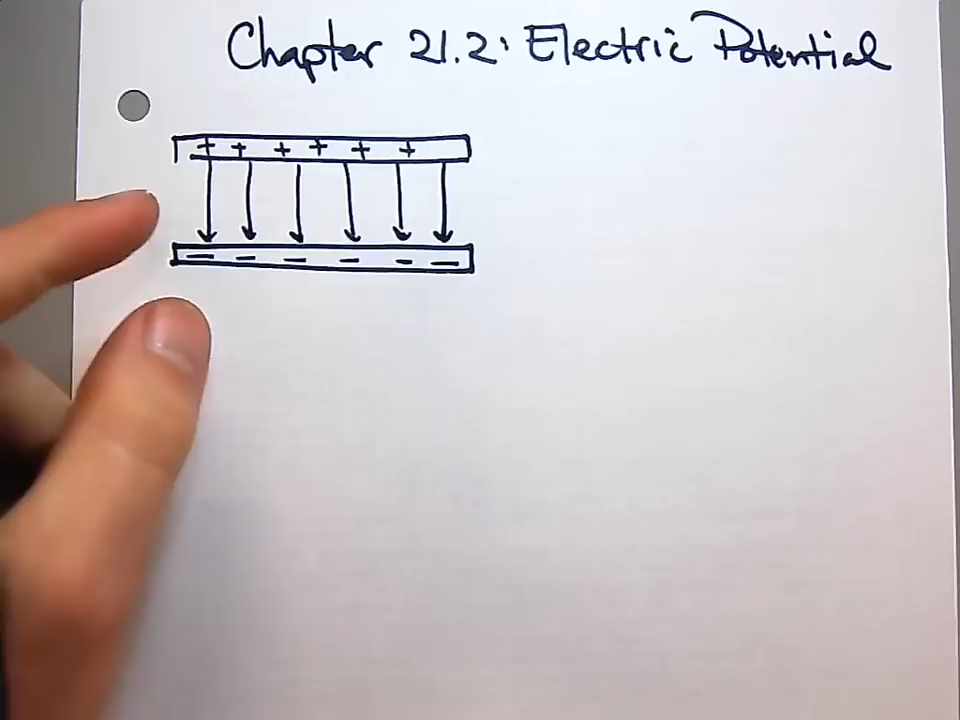 Chapter 21.2: Electric Potential
+ + + + + +
- - - - - -